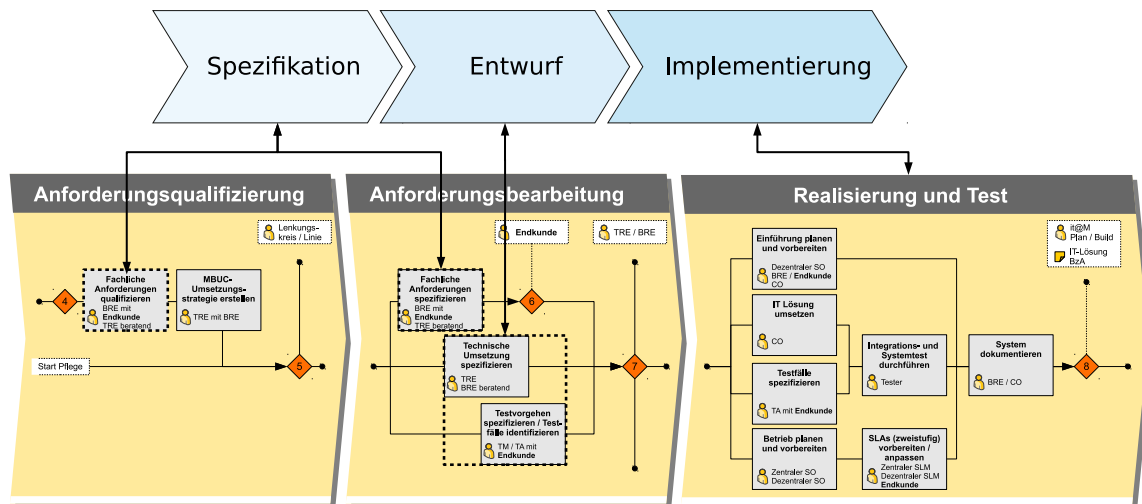 Spezifikation
Entwurf
Implementierung
Anforderungsqualifizierung
Lenkungs-
kreis / Linie
4
Fachliche
Anforderungen
qualifizieren
BRE mit
Endkunde
TRE beratend
MBUC-
Umsetzungs-
strategie erstellen
TRE mit BRE
Start Pflege
5
Anforderungsbearbeitung
Endkunde
TRE / BRE
Fachliche
Anforderungen
spezifizieren
BRE mit
Endkunde
TRE beratend
6
Technische
Umsetzung
spezifizieren
TRE
BRE beratend
7
Testvorgehen
spezifizieren / Test-
fälle identifizieren
TM / TA mit
Endkunde
Realisierung und Test
it@M
Plan / Build
IT-Lösung
BzA
Einführung planen
und vorbereiten
Dezentraler SO
BRE / Endkunde
CO
IT Lösung
umsetzen
CO
Testfälle
spezifizieren
TA mit Endkunde
Integrations- und
Systemtest
durchführen
Tester
System
dokumentieren
BRE / CO
8
Betrieb planen
und vorbereiten
Zentraler SO
Dezentraler SO
SLAs (zweistufig)
vorbereiten /
anpassen
Zentraler SLM
Dezentraler SLM
Endkunde